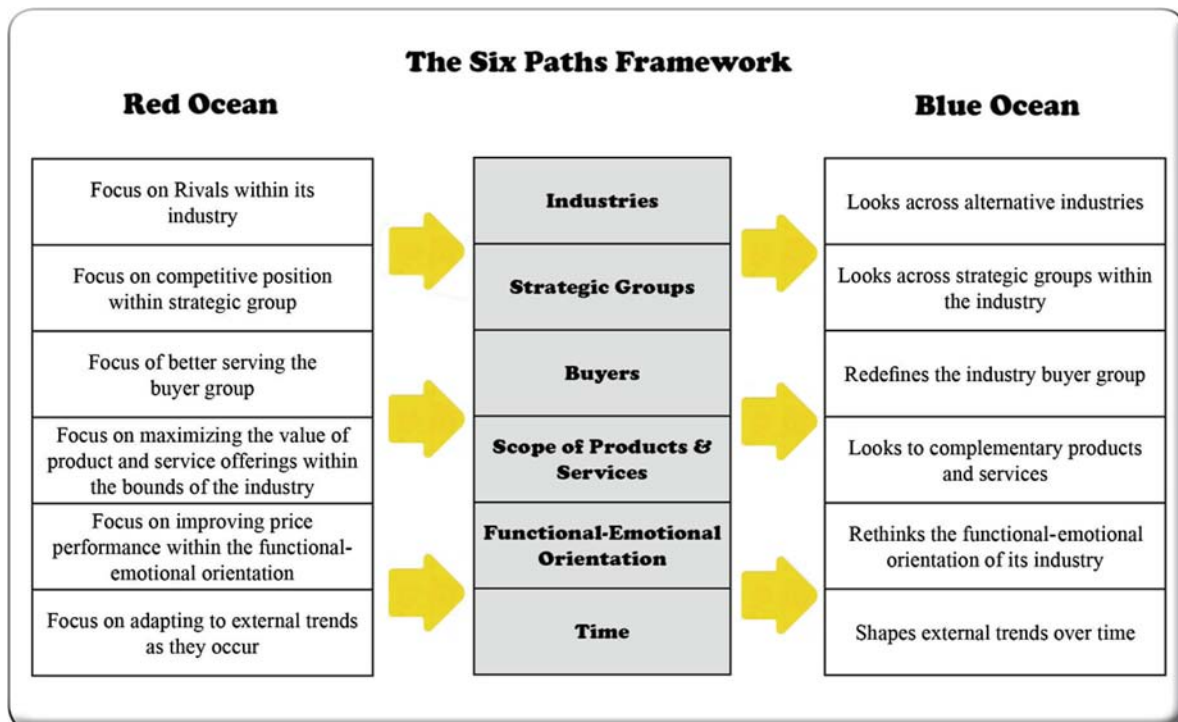 The Six Paths Framework
Red Ocean
Blue Ocean
Focus on Rivals within its
industry
Industries
Looks across alternative industries
Focus on competitive position
within strategic group
Strategic Groups
Looks across strategic groups within
the industry
Focus of better serving the
buyer group
Buyers
Redefines the industry buyer group
Focus on maximizing the value of
product and service offerings within
the bounds of the industry
Scope of Products &
Services
Looks to complementary products
and services
Focus on improving price
performance within the functional-
emotional orientation
Functional-Emotional
Orientation
Rethinks the functional-emotional
orientation of its industry
Focus on adapting to external trends
as they occur
Time
Shapes external trends over time